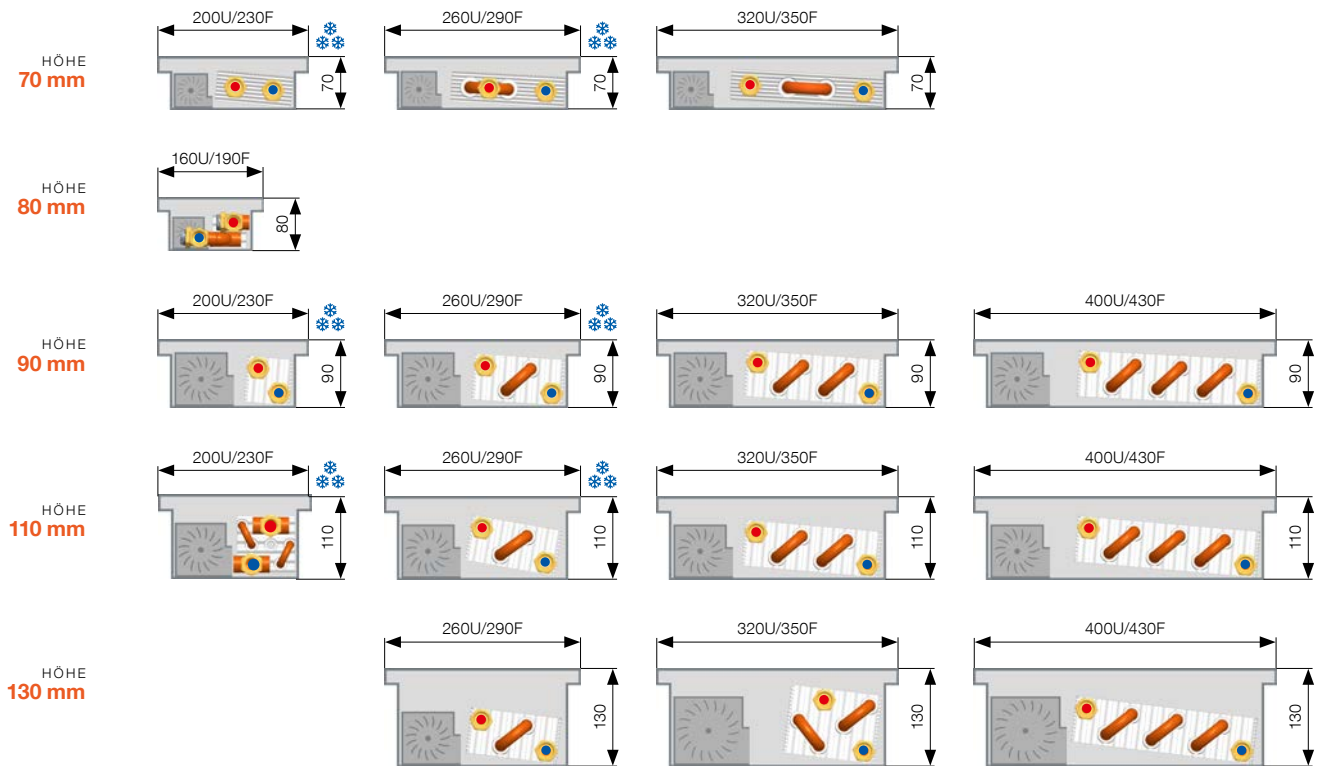 200U/230F 260U/290F 320U/350F
HÖHE
70 mm
70 70 70
160U/190F
HÖHE
80 mm
80
200U/230F 260U/290F 320U/350F 400U/430F
HÖHE
90 mm
90 90 90 90
200U/230F 260U/290F 320U/350F 400U/430F
HÖHE
110 mm
110 110 110 110
260U/290F 320U/350F 400U/430F
HÖHE
130 mm
130 130 130